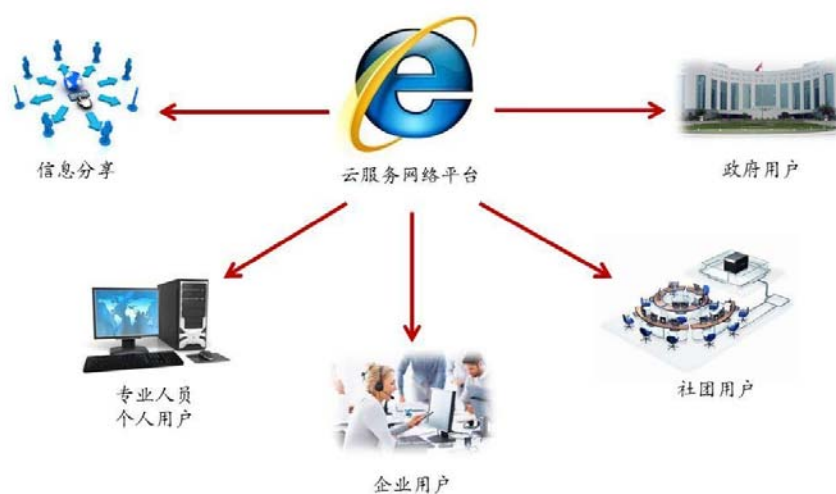 信息分享
云服务网络平台
政府用户
专业人员
个人用户
企业用户
社团用户